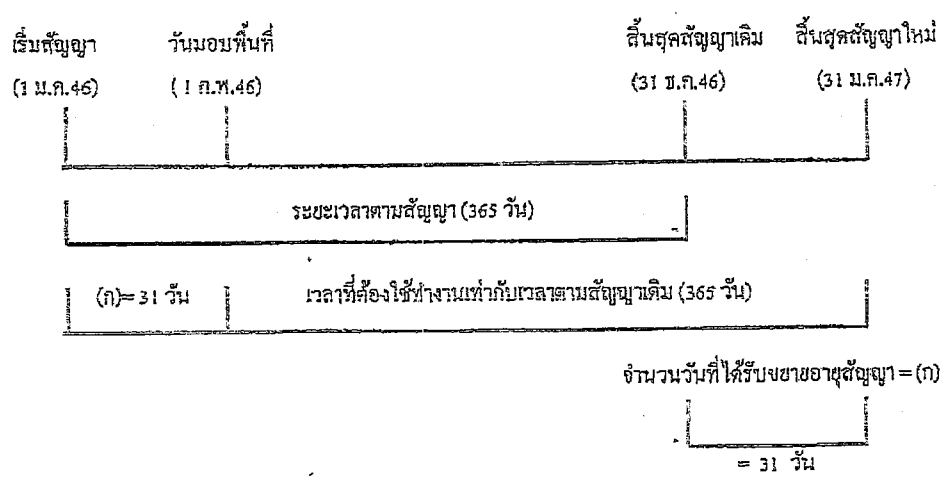 เริ่มสัญญา วันมอบพื้นที่ สิ้นสุดสัญญาเดิม สิ้นสุดสัญญาใหม่
(1 ม.ค.46) (1 ก.พ.46) (31 ธ.ค.46) (31 ม.ค.47)
ระยะเวลาตามสัญญา (365 วัน)
(ก)= 31 วัน เวลาที่ต้องใช้ทำงานเท่ากับเวลาตามสัญญาเดิม (365 วัน)
จำนวนวันที่ได้รับขยายอายุสัญญา = (ก)
= 31 วัน